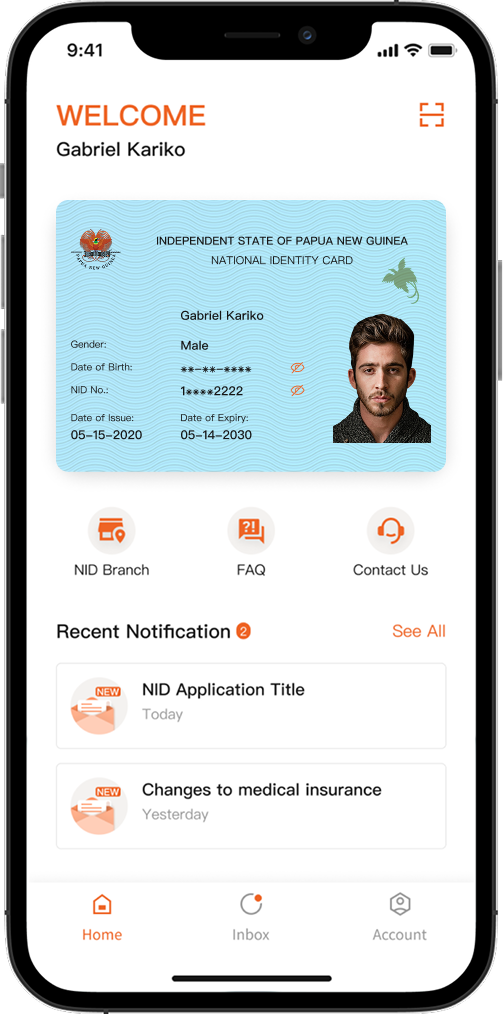 9:41
WELCOME
Gabriel Kariko
INDEPENDENT STATE OF PAPUA NEW GUINEA
NATIONAL IDENTITY CARD
PAPUA NEW GUINEA
Gabriel Kariko
Gender: Male
Date of Birth: **-**-****
NID No.: 1****2222
Date of Issue: Date of Expiry:
05-15-2020 05-14-2030
NID Branch FAQ Contact Us
Recent Notification 2 See All
NEW
NID Application Title
Today
NEW
Changes to medical insurance
Yesterday
Home Inbox Account